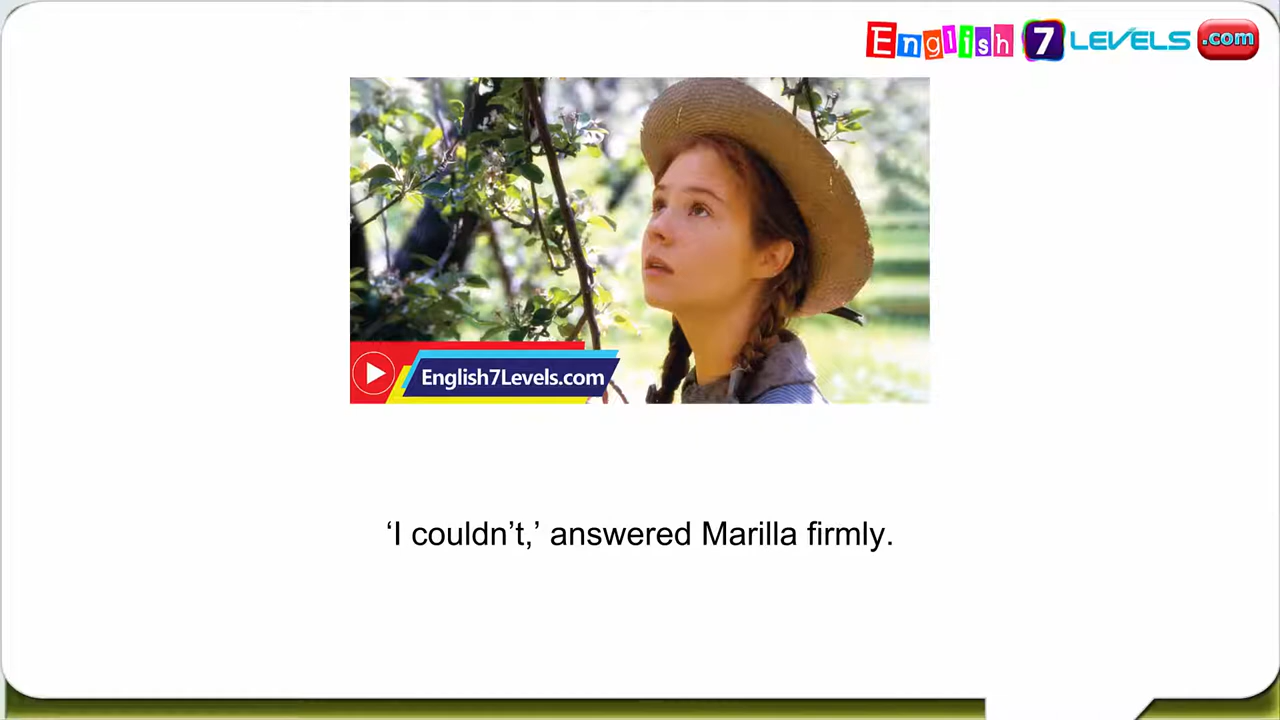 English 7 LEVELS .com
English7Levels.com
‘I couldn’t,’ answered Marilla firmly.